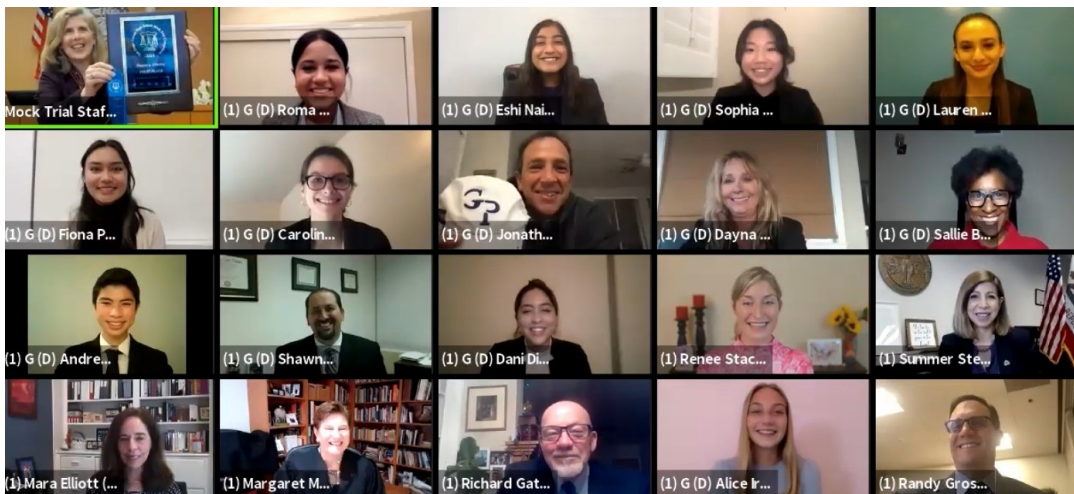 Mock Trial Staf...
(1) G (D) Roma ...
(1) G (D) Eshi Nai...
(1) G (D) Sophia ...
(1) G (D) Lauren ...
(1) G (D) Fiona P...
(1) G (D) Carolin...
GP
(1) G (D) Jonath...
(1) G (D) Dayna ...
(1) G (D) Sallie B...
(1) G (D) Andre...
(1) G (D) Shawn...
(1) G (D) Dani Di...
(1) Renee Stac...
(1) Summer Ste...
(1) Mara Elliott (...
(1) Margaret M...
(1) Richard Gat...
(1) G (D) Alice Ir...
(1) Randy Gros...